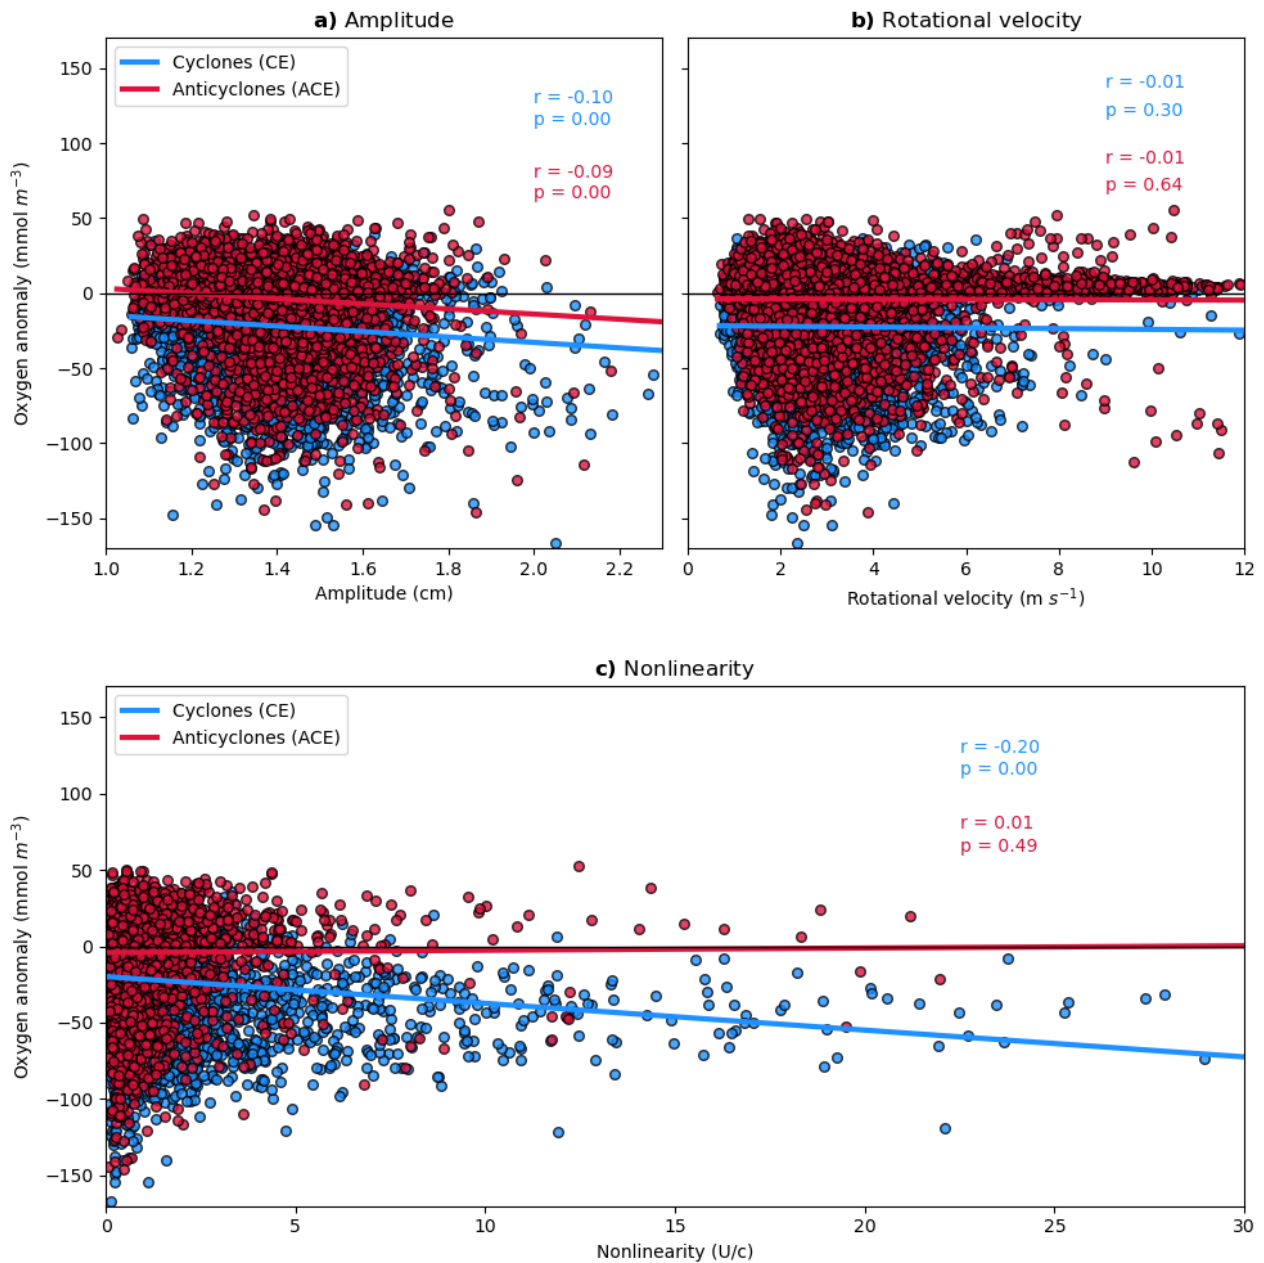 a) Amplitude
Cyclones (CE)
Anticyclones (ACE)
r = -0.10
p = 0.00
r = -0.09
p = 0.00
150
100
50
0
−50
−100
−150
Oxygen anomaly (mmol m⁻³)
1.0 1.2 1.4 1.6 1.8 2.0 2.2
Amplitude (cm)
b) Rotational velocity
r = -0.01
p = 0.30
r = -0.01
p = 0.64
0 2 4 6 8 10 12
Rotational velocity (m s⁻¹)
c) Nonlinearity
Cyclones (CE)
Anticyclones (ACE)
r = -0.20
p = 0.00
r = 0.01
p = 0.49
150
100
50
0
−50
−100
−150
Oxygen anomaly (mmol m⁻³)
0 5 10 15 20 25 30
Nonlinearity (U/c)